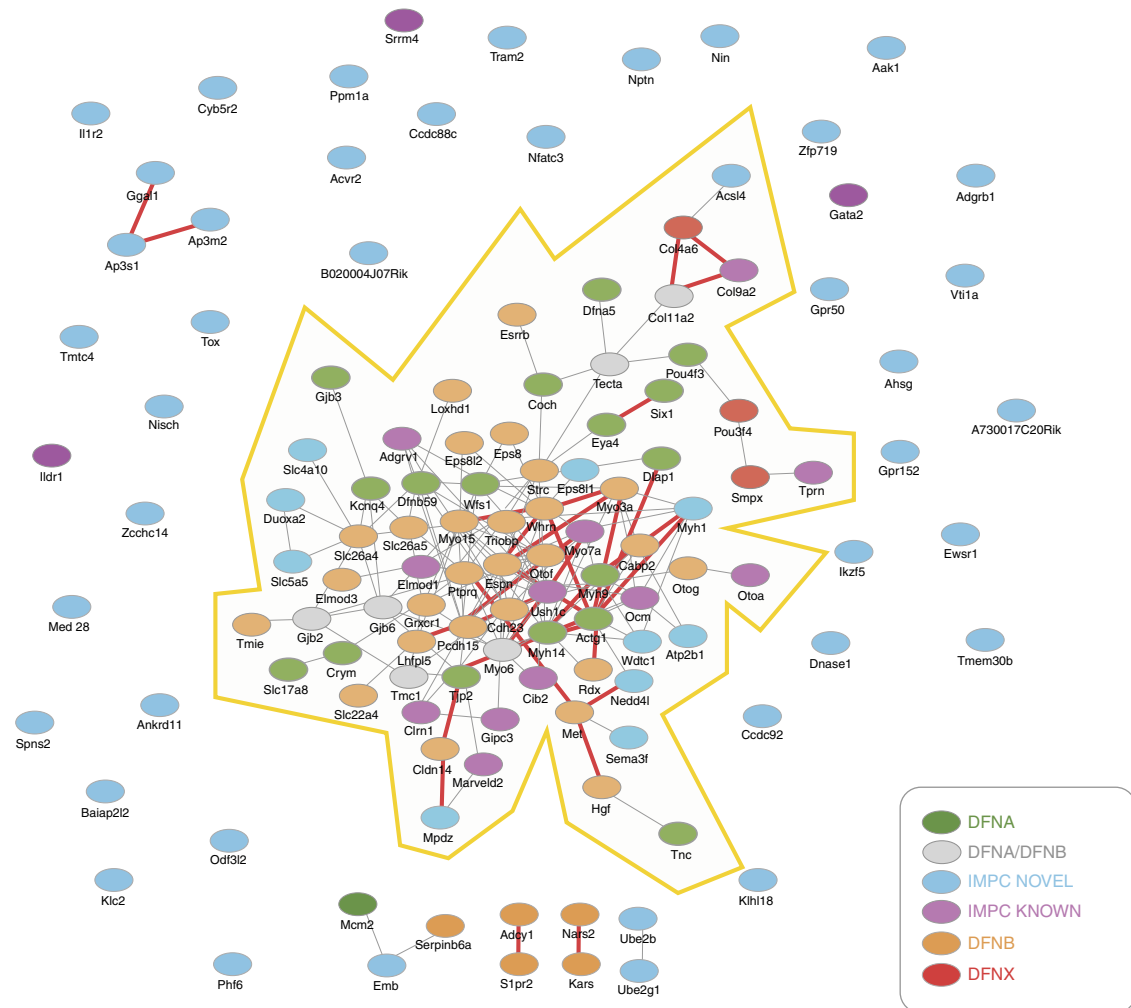 Srrm4
Tram2
Nin
Nptn
Aak1
Ppm1a
Cyb5r2
Il1r2
Ccdc88c
Nfatc3
Zfp719
Acvr2
Ggal1
Acsl4
Gata2
Adgrb1
Ap3m2
Ap3s1
Col4a6
B020004J07Rik
Col9a2
Vti1a
Dfna5
Col11a2
Gpr50
Esrrb
Tox
Tmtc4
Tecta
Pou4f3
Ahsg
Gjb3
Loxhd1
Coch
Six1
Nisch
Pou3f4
A730017C20Rik
Eya4
Adgrv1
Eps8l2
Eps8
Slc4a10
Ildr1
Diap1
Gpr152
Strc
Eps8l1
Smpx
Tprn
Kcnq4
Dfnb59
Wfs1
Myo3a
Duoxa2
Zcchc14
Whrn
Myh1
Slc26a4
Slc26a5
Myo15
Triobp
Myo7a
Ewsr1
Cabp2
Ikzf5
Slc5a5
Elmod1
Otof
Elmod3
Ptprq
Espn
Myh9
Otog
Otoa
Med 28
Gjb6
Grxcr1
Ush1c
Ocm
Tmie
Gjb2
Cdh23
Actg1
Pcdh15
Lhfpl5
Myh14
Wdtc1
Atp2b1
Dnase1
Tmem30b
Crym
Myo6
Slc17a8
Tmc1
Tjp2
Cib2
Rdx
Nedd4l
Slc22a4
Ankrd11
Spns2
Clrn1
Gipc3
Met
Ccdc92
Sema3f
Cldn14
Marveld2
Baiap2l2
Hgf
Mpdz
Tnc
Odf3l2
Klc2
Klhl18
Mcm2
Serpinb6a
Adcy1
Nars2
Ube2b
Phf6
Emb
S1pr2
Kars
Ube2g1
DFNA
DFNA/DFNB
IMPC NOVEL
IMPC KNOWN
DFNB
DFNX